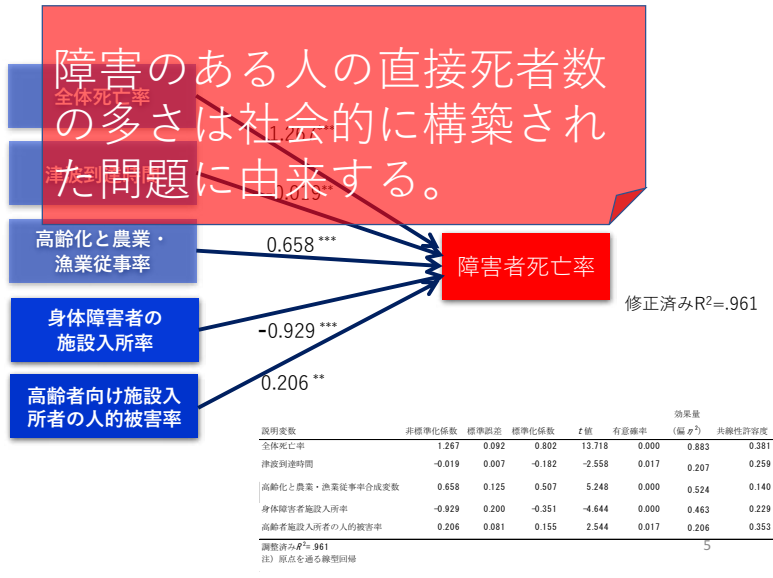 障害のある人の直接死者数
の多さは社会的に構築され
た問題に由来する。
全体死亡率
1.267
津波到達時間
-0.019**
高齢化と農業・
漁業従事率
0.658 ***
身体障害者の
施設入所率
-0.929 ***
高齢者向け施設入
所者の人的被害率
0.206 **
障害者死亡率
修正済みR²=.961
説明変数 非標準化係数 標準誤差 標準化係数 t 値 有意確率 効果量 (偏 η²) 共線性許容度
全体死亡率 1.267 0.092 0.802 13.718 0.000 0.883 0.381
津波到達時間 -0.019 0.007 -0.182 -2.558 0.017 0.207 0.259
高齢化と農業・漁業従事率合成変数 0.658 0.125 0.507 5.248 0.000 0.524 0.140
身体障害者施設入所率 -0.929 0.200 -0.351 -4.644 0.000 0.463 0.229
高齢者施設入所者の人的被害率 0.206 0.081 0.155 2.544 0.017 0.206 0.353
調整済みR²=.961
注）原点を通る線型回帰
5